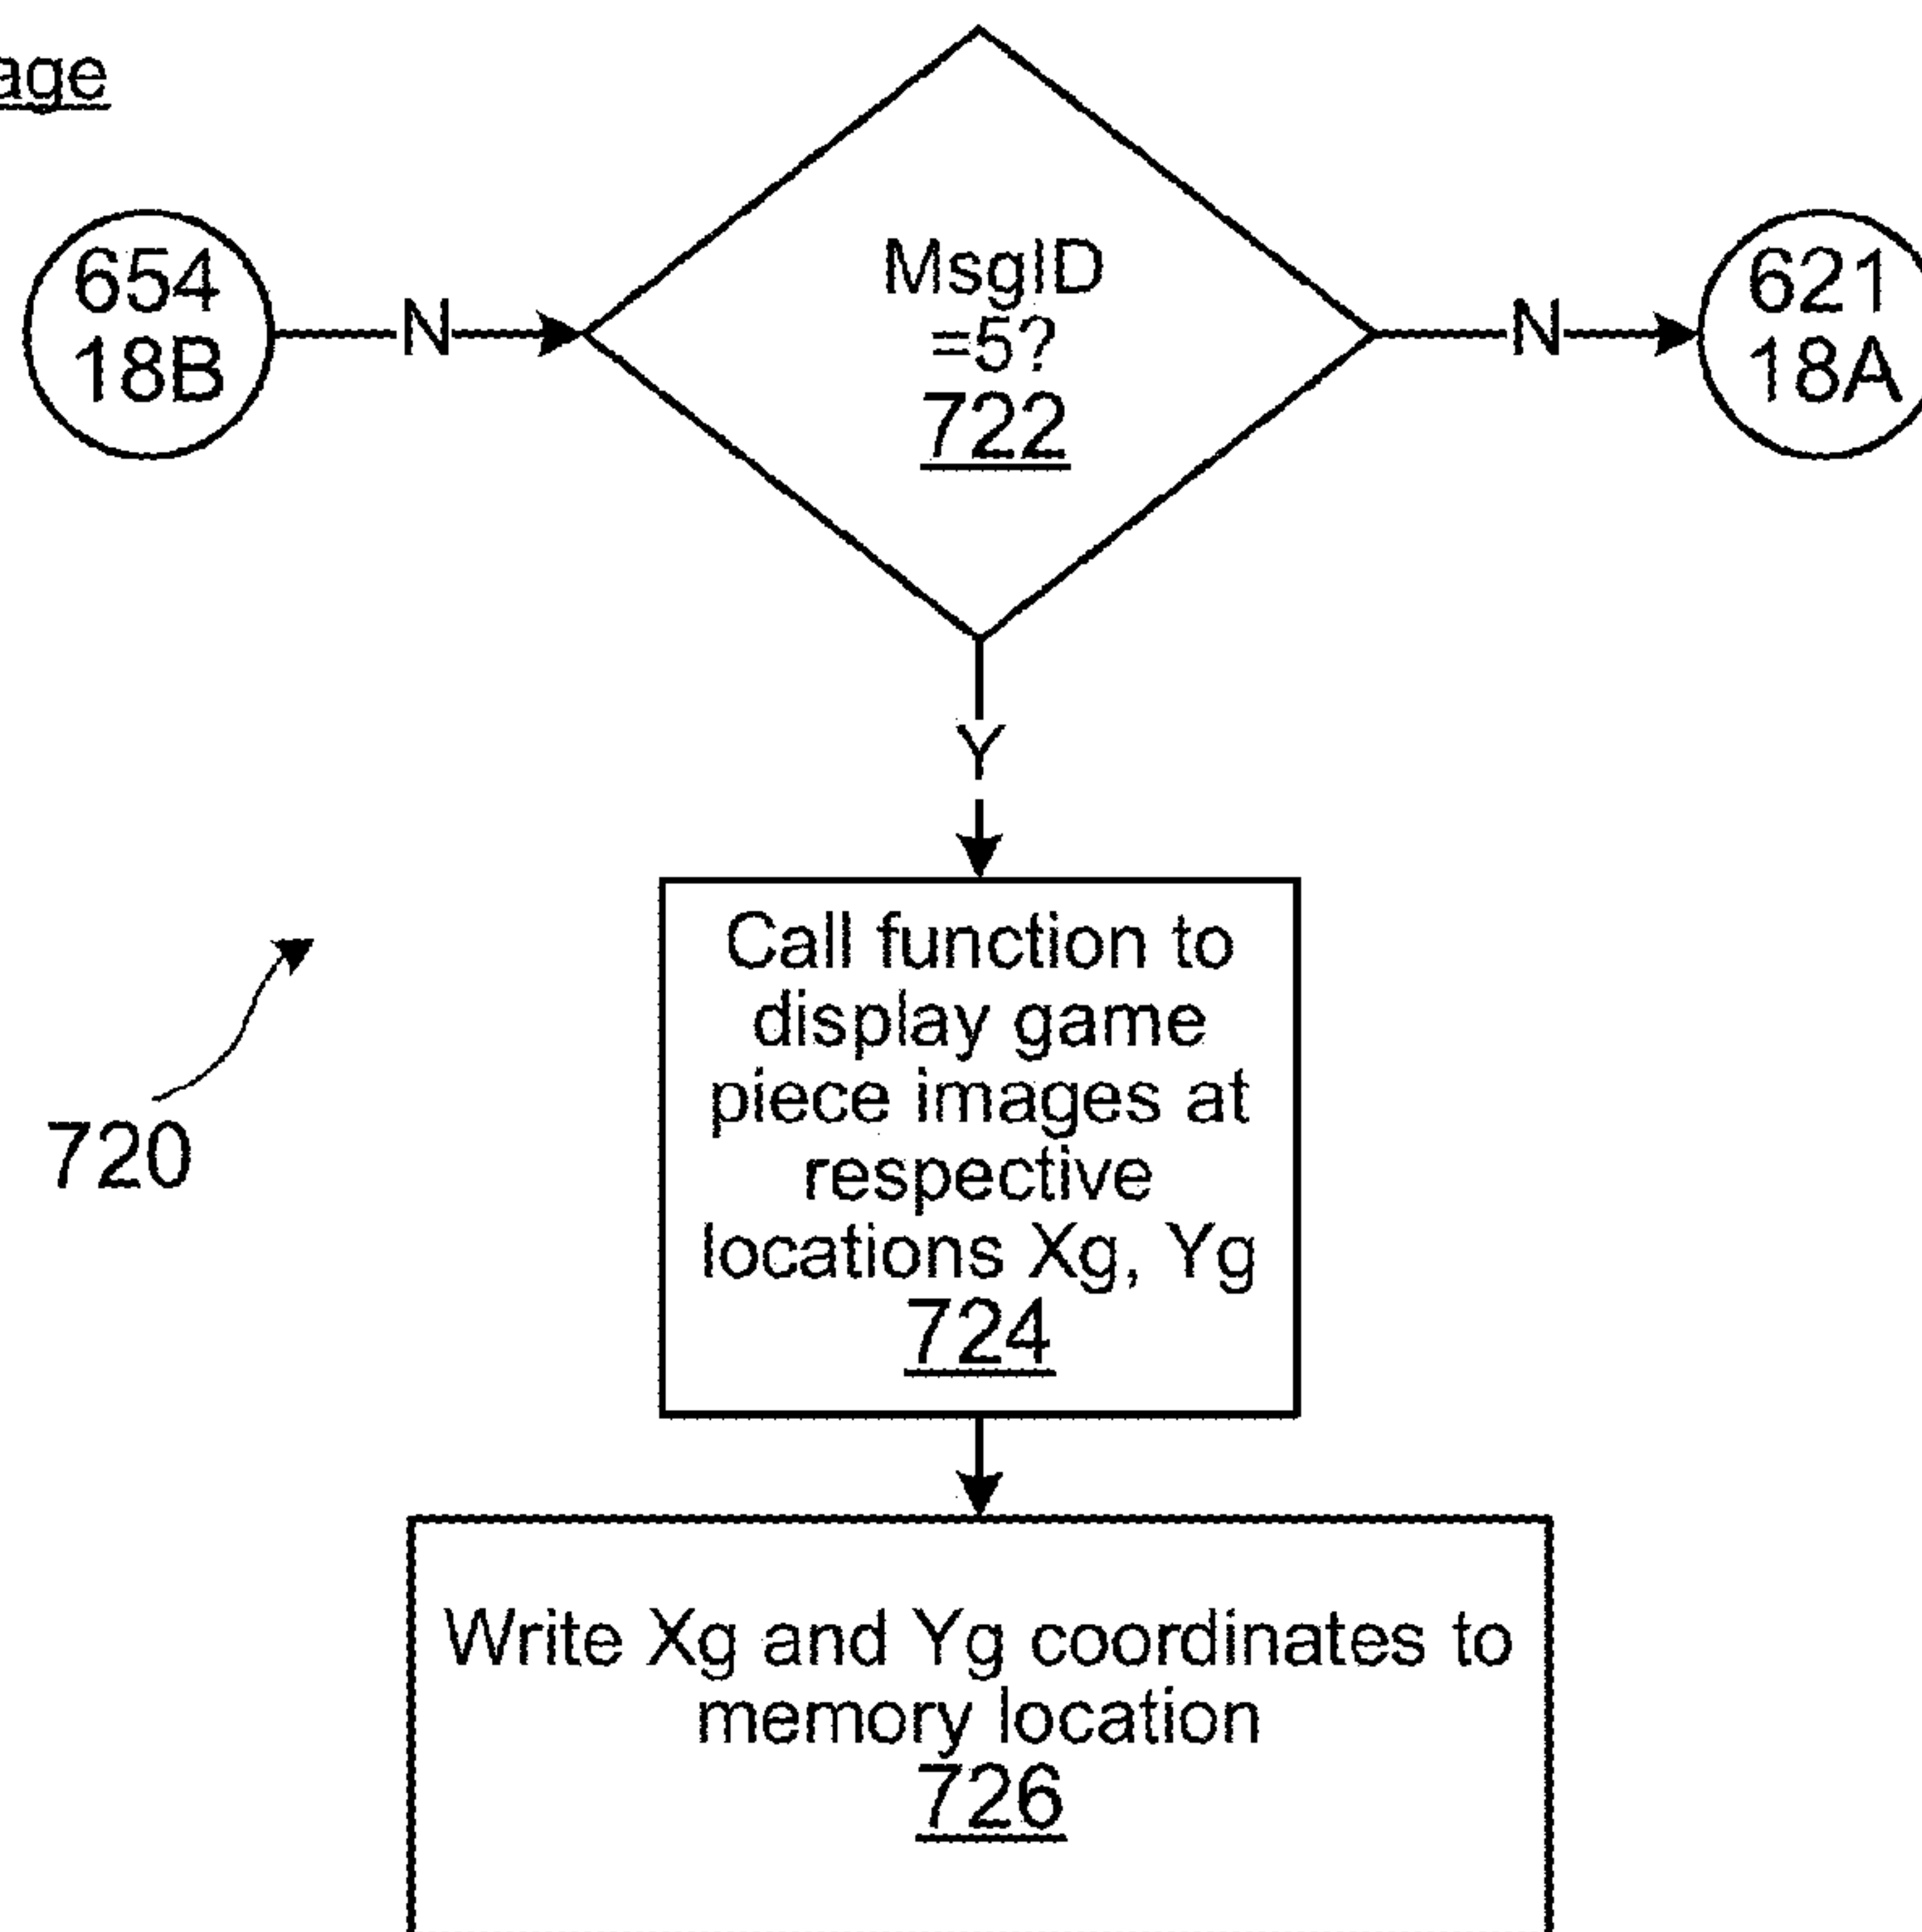 654
18B
N
MsgID
=5?
722
N
621
18A
Y
Call function to
display game
piece images at
respective
locations Xg, Yg
724
720
Write Xg and Yg coordinates to
memory location
726